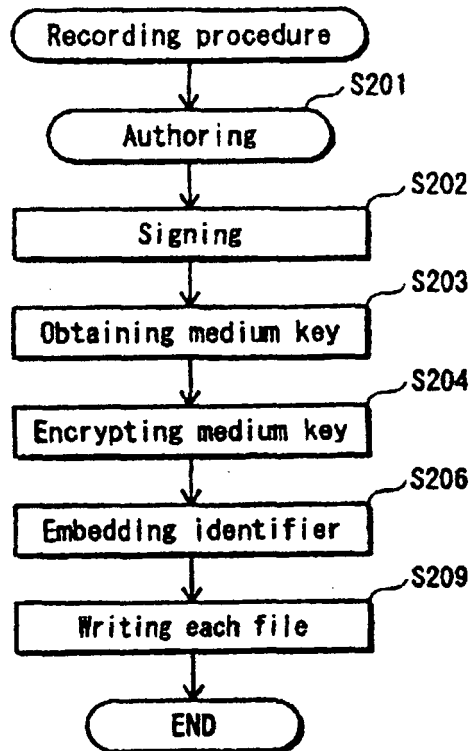 Recording procedure
S201
Authoring
S202
Signing
S203
Obtaining medium key
S204
Encrypting medium key
S206
Embedding identifier
S209
Writing each file
END